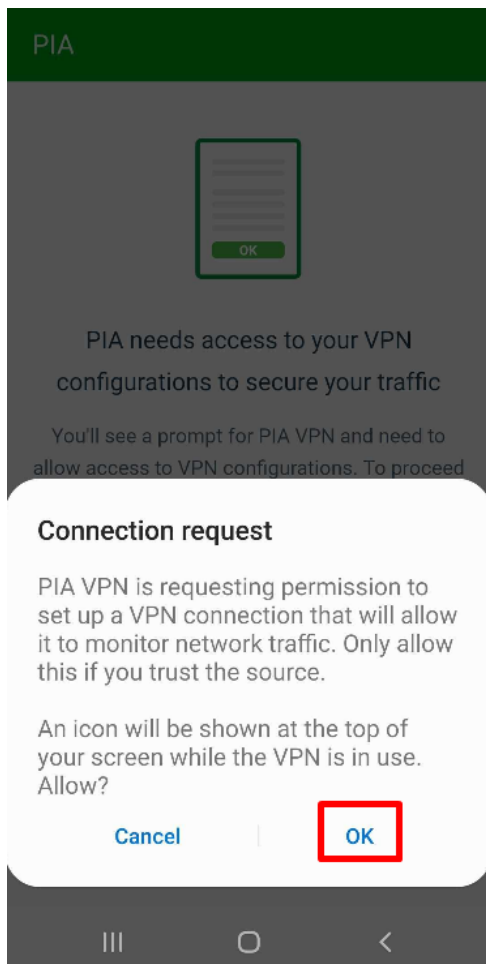 PIA
OK
PIA needs access to your VPN
configurations to secure your traffic
You'll see a prompt for PIA VPN and need to
allow access to VPN configurations. To proceed
Connection request
PIA VPN is requesting permission to
set up a VPN connection that will allow
it to monitor network traffic. Only allow
this if you trust the source.
An icon will be shown at the top of
your screen while the VPN is in use.
Allow?
Cancel OK